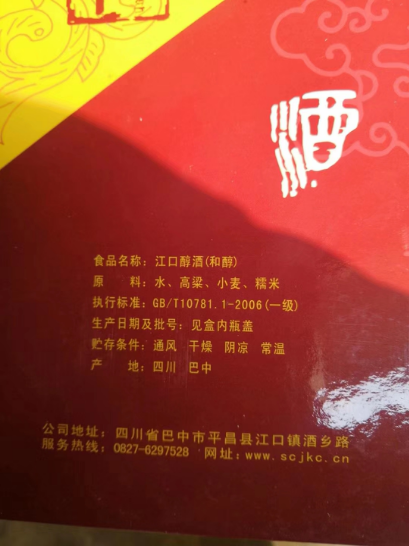 酒
食品名称：江口醇酒(和醇)
原　料：水、高粱、小麦、糯米
执行标准：GB/T10781.1-2006(一级)
生产日期及批号：见盒内瓶盖
贮存条件：通风 干燥 阴凉 常温
产　地：四川 巴中
公司地址：四川省巴中市平昌县江口镇酒乡路
服务热线：0827-6297528 网址：www.scjkc.cn